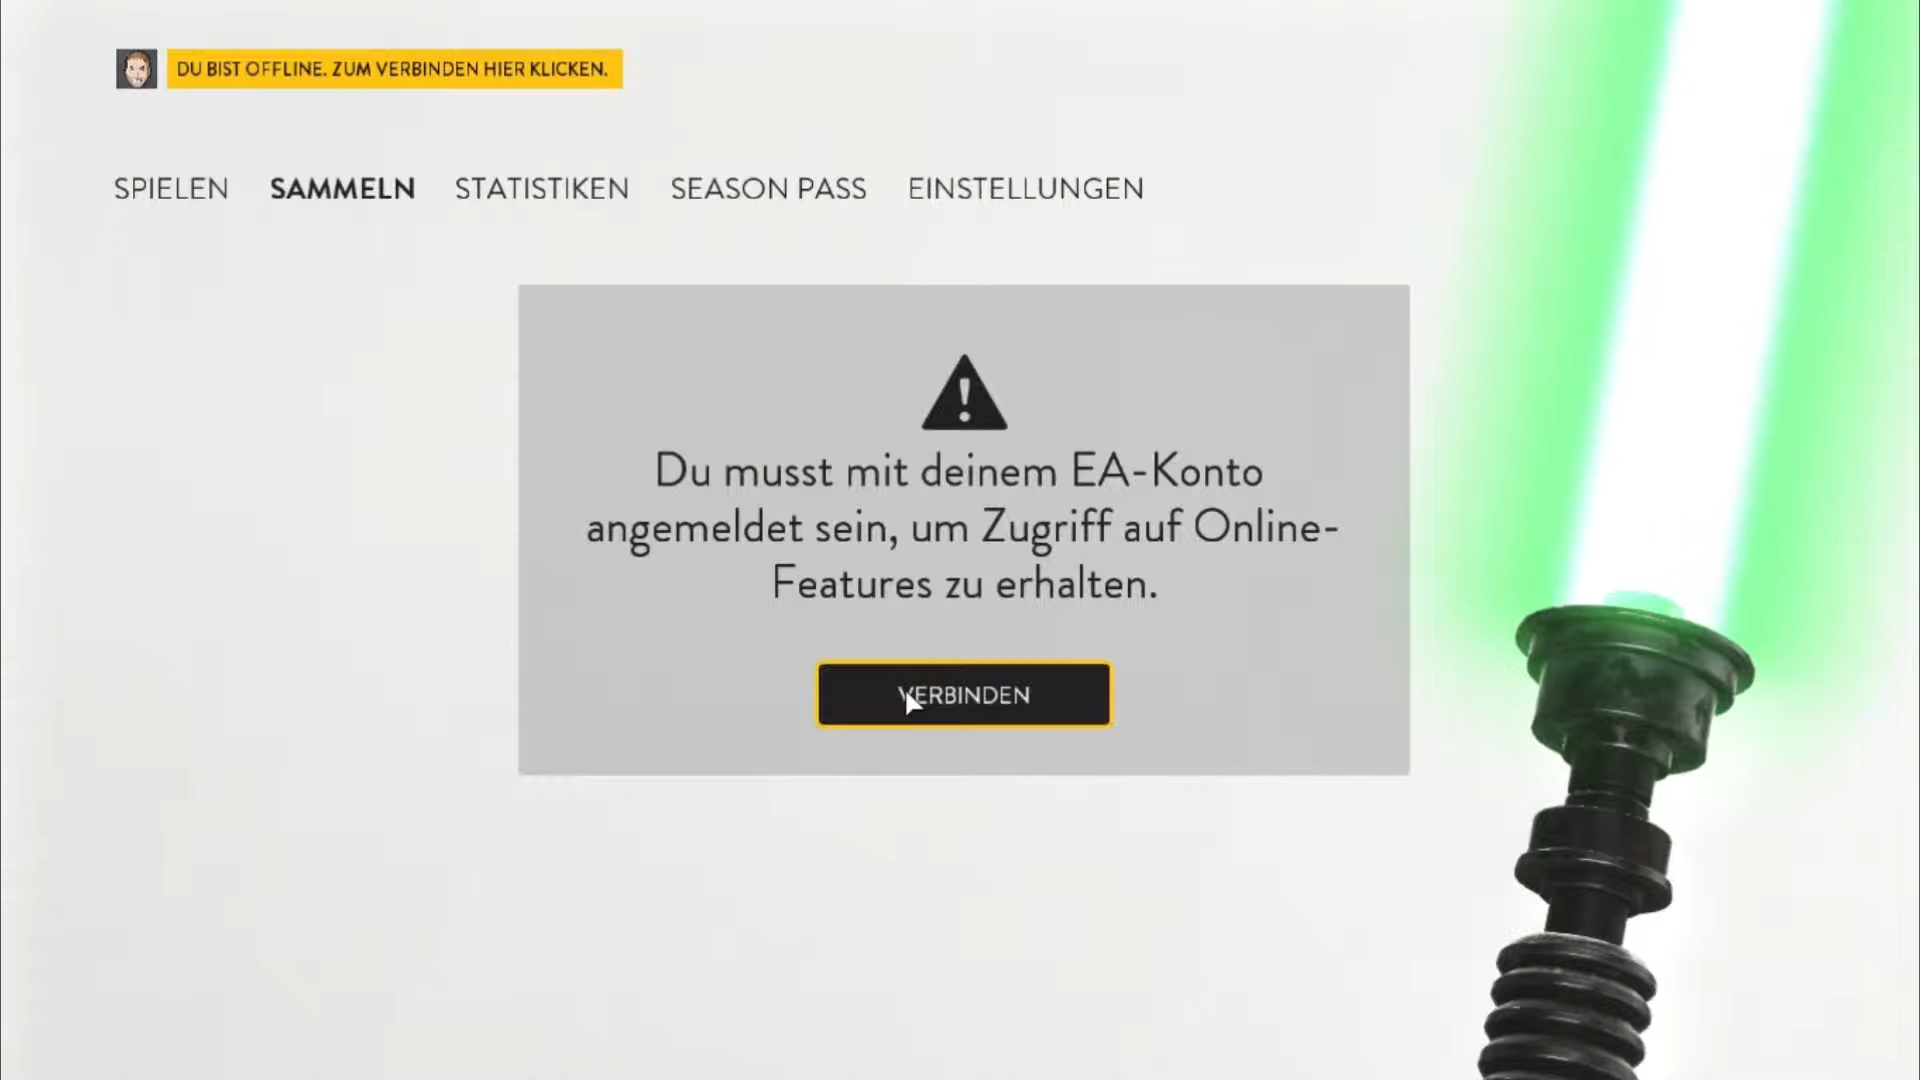 DU BIST OFFLINE. ZUM VERBINDEN HIER KLICKEN.
SPIELEN SAMMELN STATISTIKEN SEASON PASS EINSTELLUNGEN
Du musst mit deinem EA-Konto
angemeldet sein, um Zugriff auf Online-
Features zu erhalten.
VERBINDEN